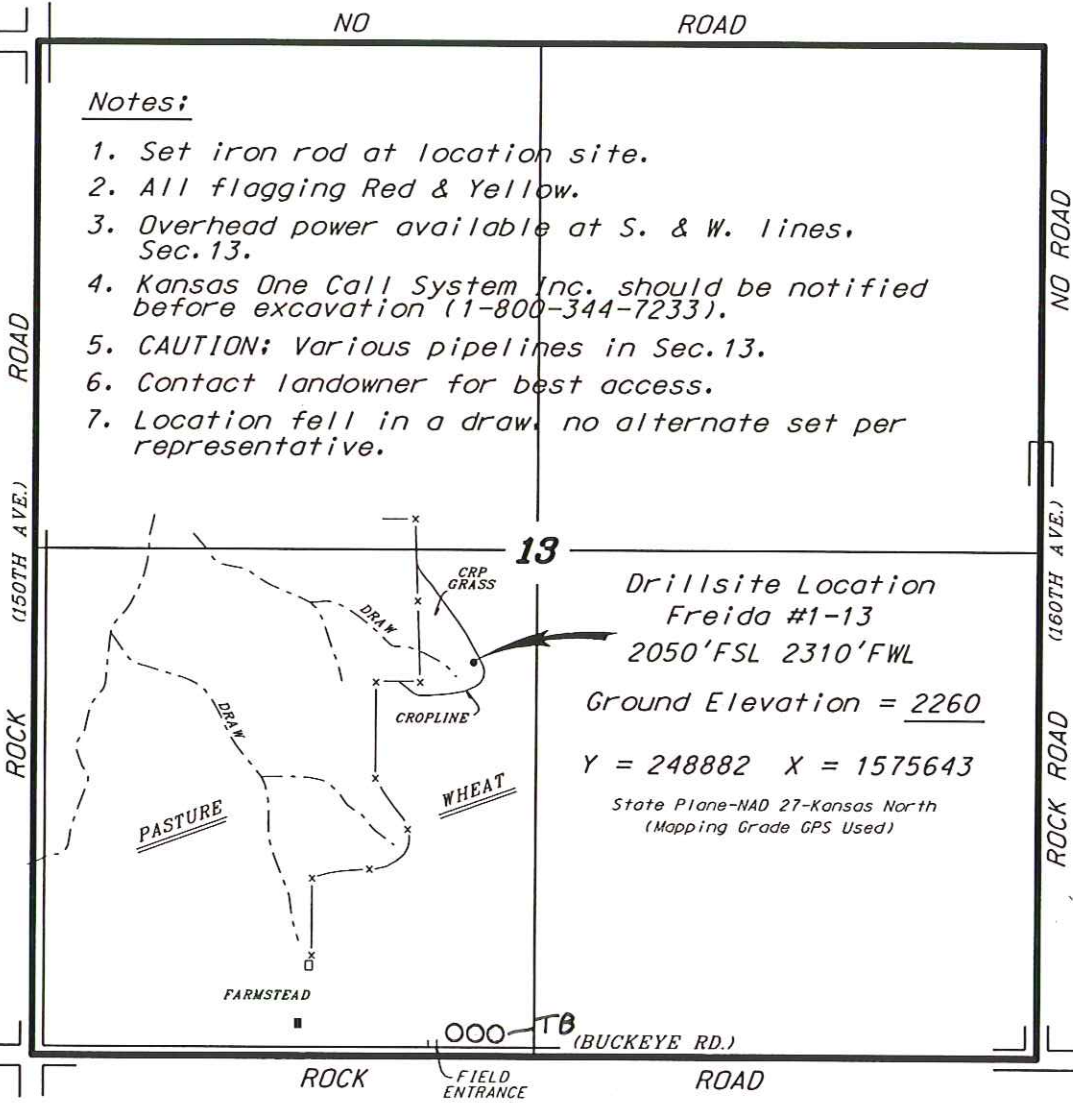 NO ROAD
Notes:
1. Set iron rod at location site.
2. All flagging Red & Yellow.
3. Overhead power available at S. & W. lines,
Sec.13.
4. Kansas One Call System Inc. should be notified
before excavation (1-800-344-7233).
5. CAUTION: Various pipelines in Sec.13.
6. Contact landowner for best access.
7. Location fell in a draw, no alternate set per
representative.
ROCK (150TH AVE.) ROAD
NO ROAD
ROCK ROAD (160TH AVE.)
13
CRP
GRASS
DRAW
CROPLINE
DRAW
PASTURE
WHEAT
Drillsite Location
Freida #1-13
2050'FSL 2310'FWL
Ground Elevation = 2260
Y = 248882 X = 1575643
State Plane-NAD 27-Kansas North
(Mapping Grade GPS Used)
FARMSTEAD
TB
(BUCKEYE RD.)
ROCK ROAD
FIELD
ENTRANCE